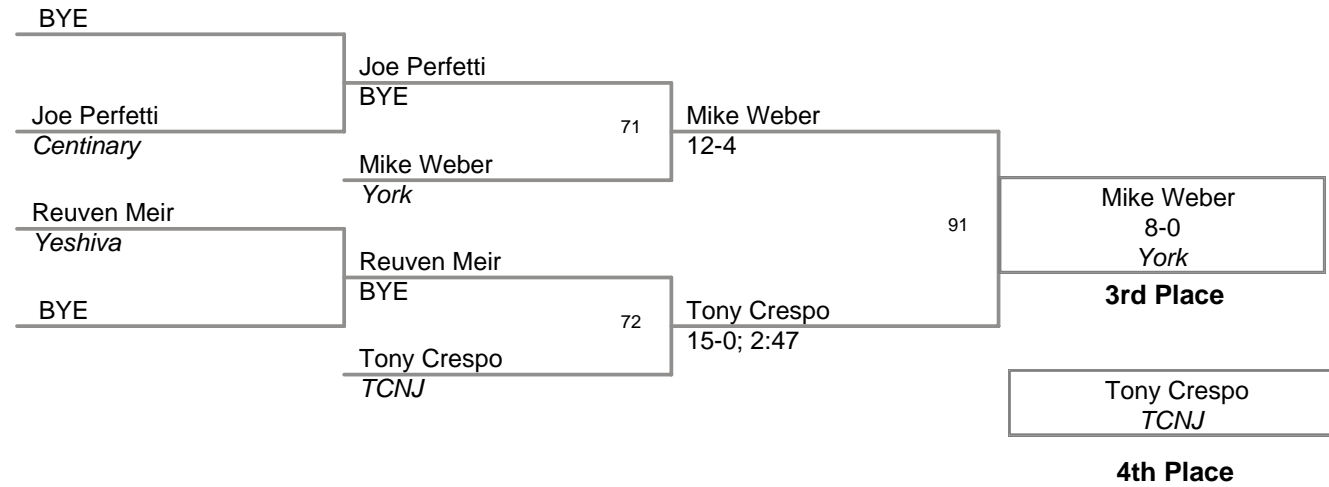 BYE
Joe Perfetti
Centinary
Reuven Meir
Yeshiva
BYE
Joe Perfetti
BYE
71
Mike Weber
York
Reuven Meir
BYE
72
Tony Crespo
TCNJ
Mike Weber
12-4
91
Tony Crespo
15-0; 2:47
Mike Weber
8-0
York
3rd Place
Tony Crespo
TCNJ
4th Place